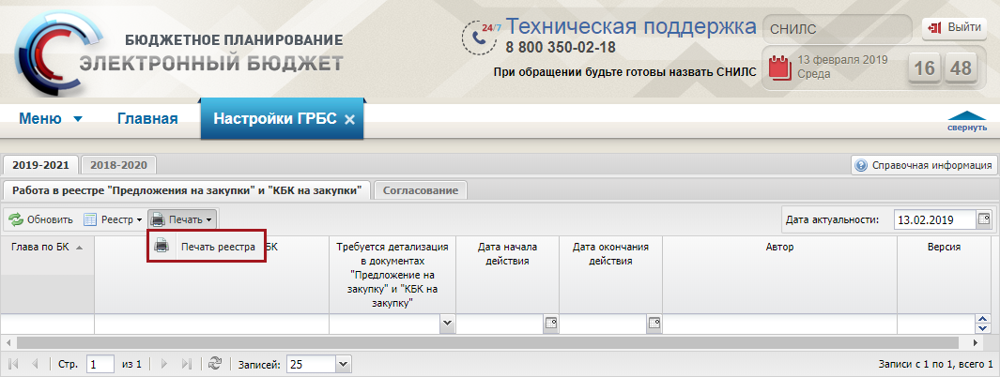 БЮДЖЕТНОЕ ПЛАНИРОВАНИЕ
ЭЛЕКТРОННЫЙ БЮДЖЕТ
24/7 Техническая поддержка
8 800 350-02-18
При обращении будьте готовы назвать СНИЛС
СНИЛС
Выйти
13 февраля 2019
Среда
16 48
Меню Главная Настройки ГРБС
свернуть
2019-2021 2018-2020
Справочная информация
Работа в реестре "Предложения на закупки" и "КБК на закупки" Согласование
Обновить Реестр Печать
Дата актуальности: 13.02.2019
Печать реестра
Глава по БК
БК
Требуется детализация
в документах
"Предложение на
закупку" и "КБК на
закупку"
Дата начала
действия
Дата окончания
действия
Автор
Версия
Стр. 1 из 1 Записей: 25
Записи с 1 по 1, всего 1